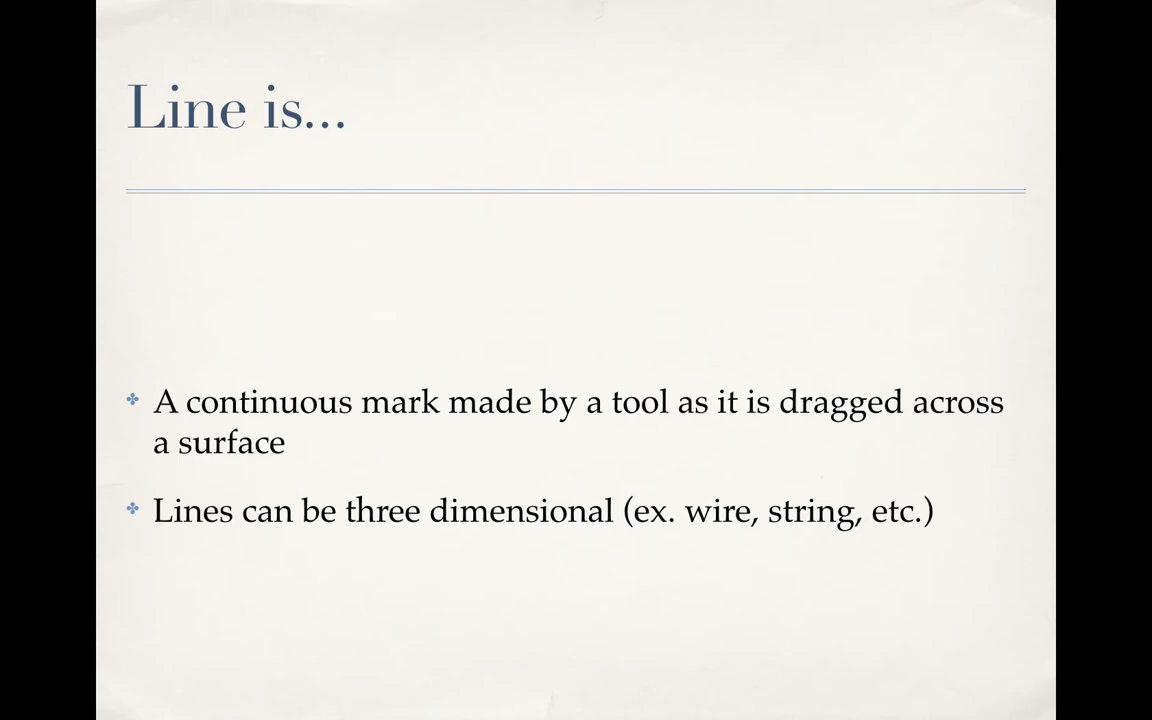 Line is...
A continuous mark made by a tool as it is dragged across
a surface
Lines can be three dimensional (ex. wire, string, etc.)